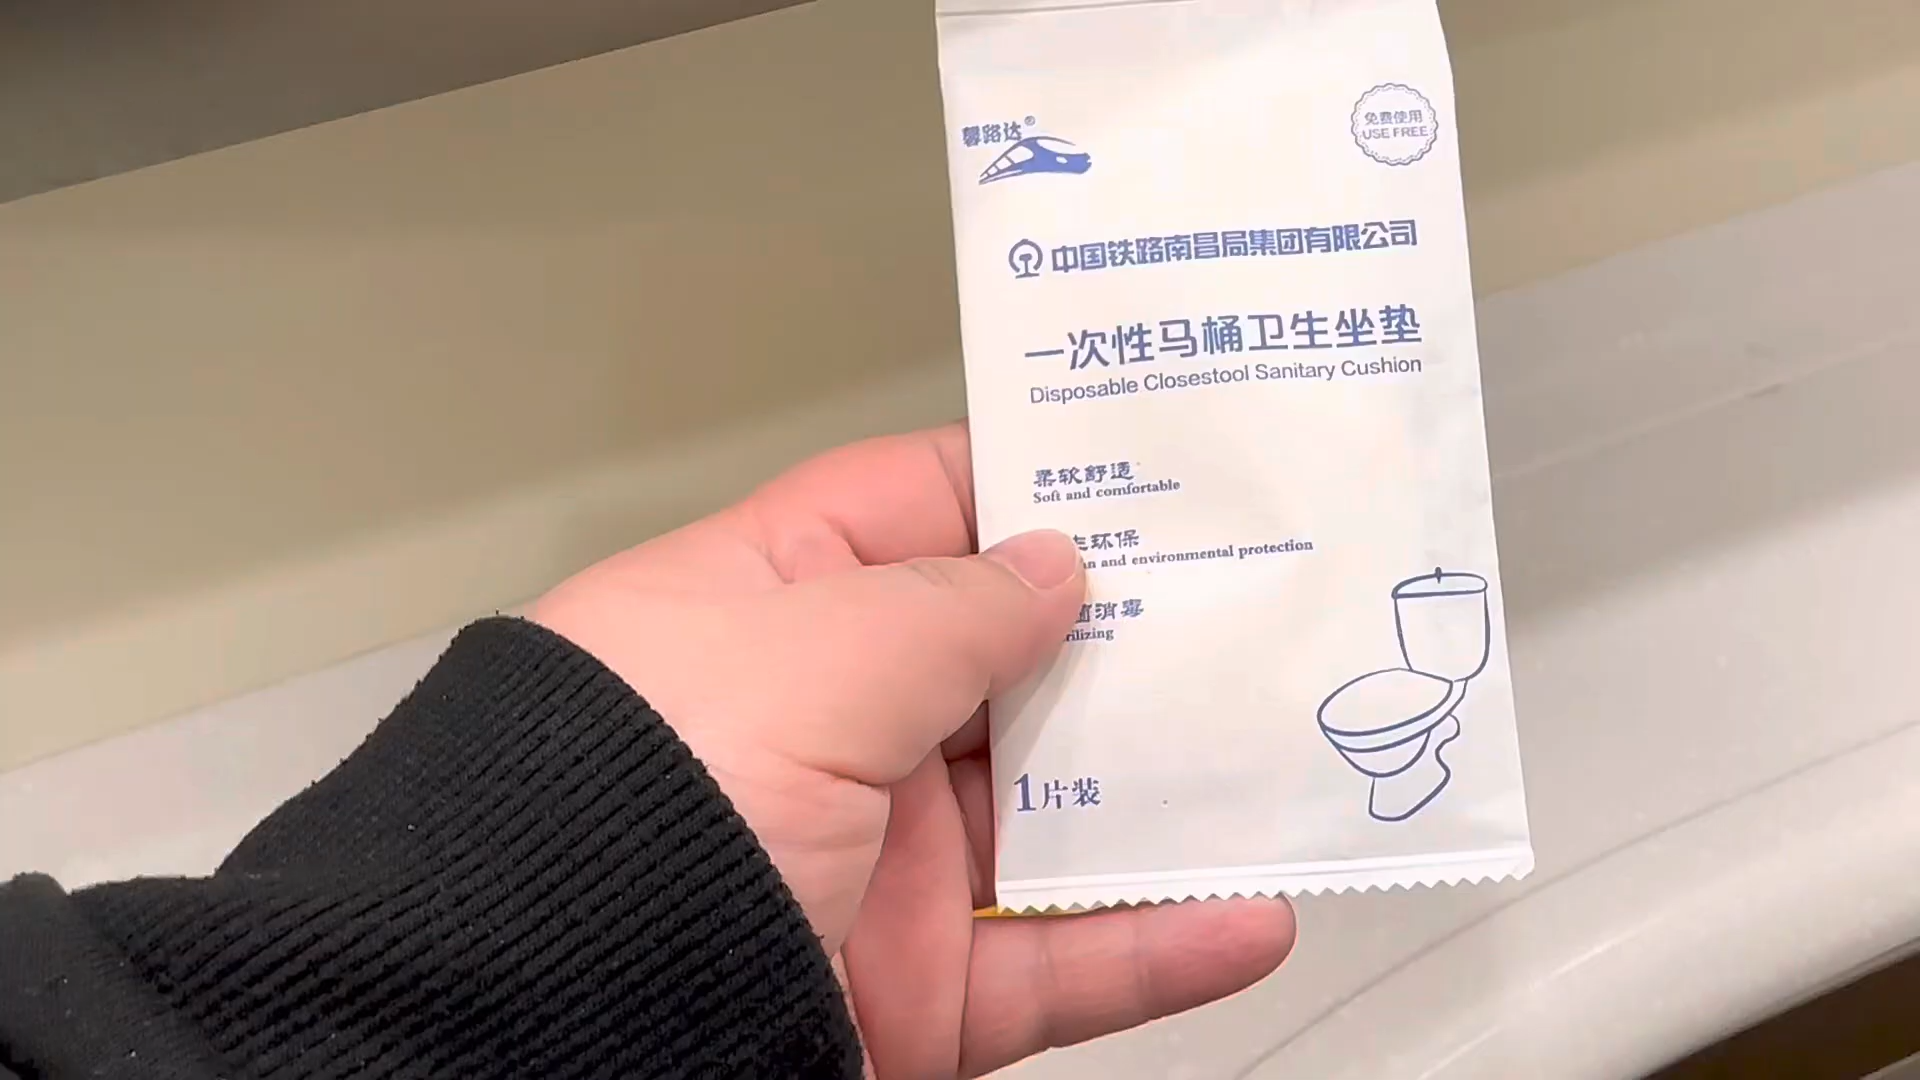 馨路达®
免费使用
USE FREE
中国铁路南昌局集团有限公司
一次性马桶卫生坐垫
Disposable Closestool Sanitary Cushion
柔软舒适
Soft and comfortable
环保
and environmental protection
消毒
1片装